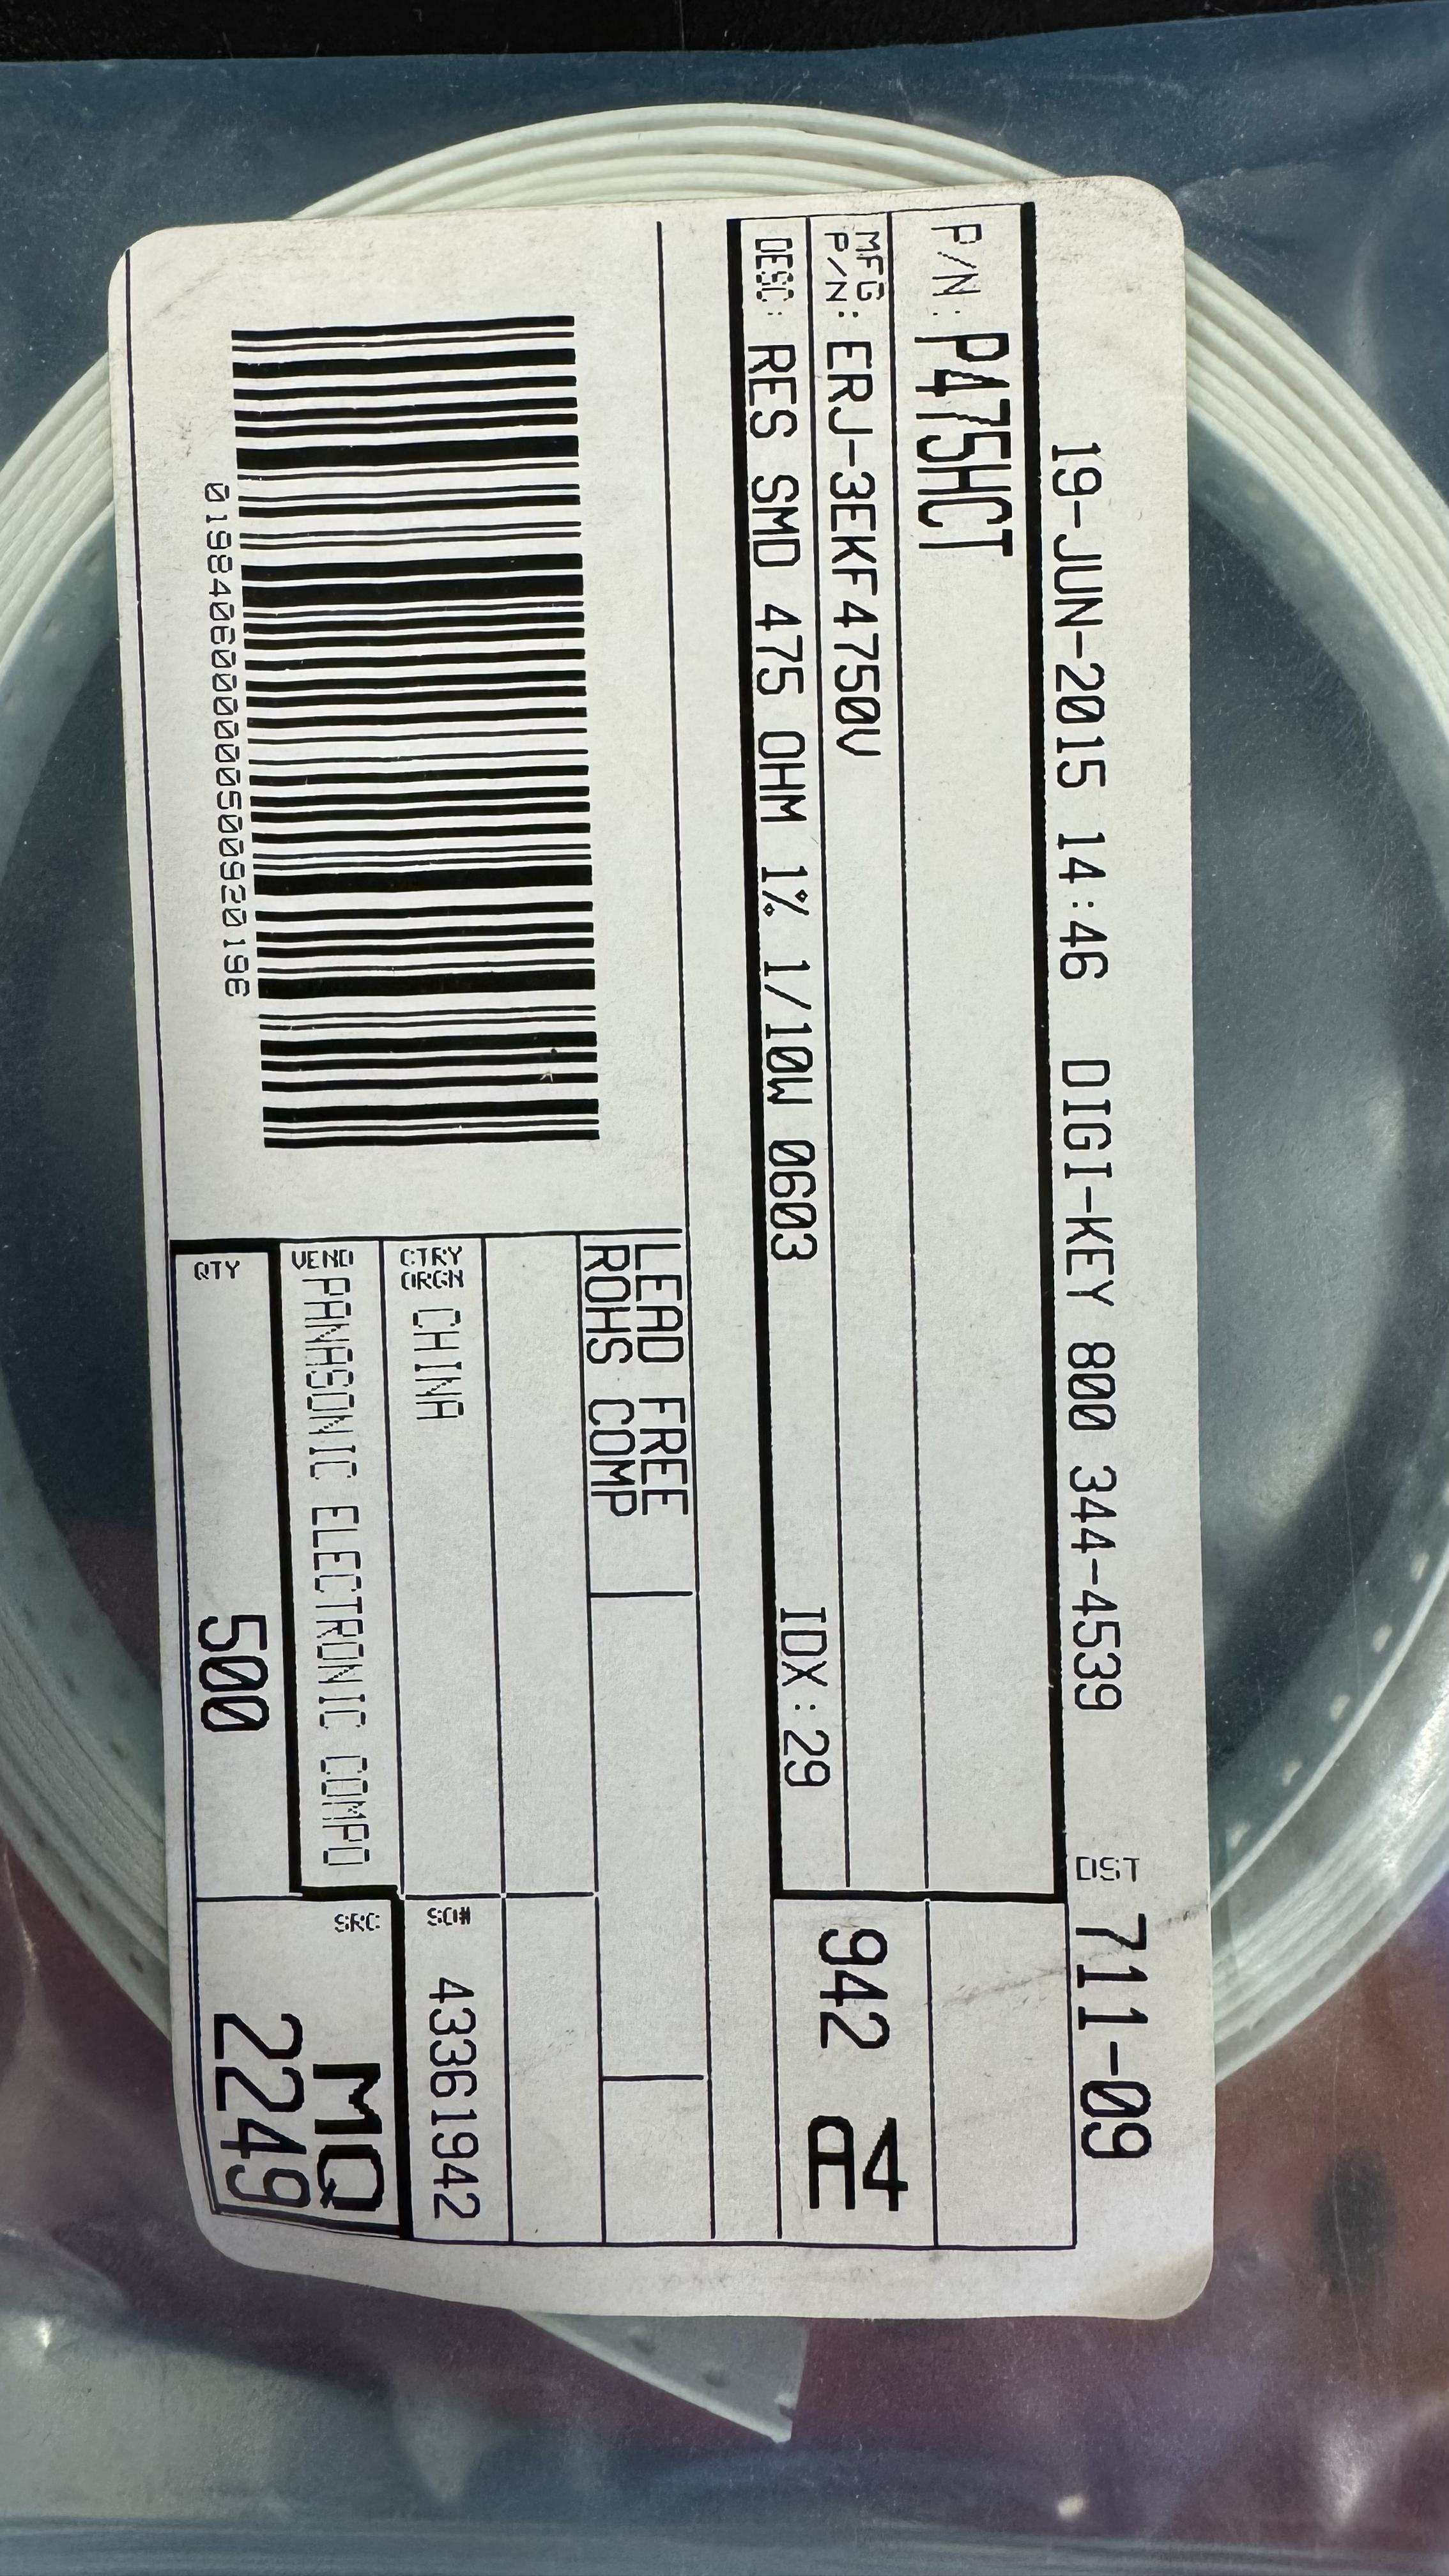 19-JUN-2015 14:46 DIGI-KEY 800 344-4539 DST 711-09
P/N: P475HCT
MFG P/N: ERJ-3EKF4750V
DESC: RES SMD 475 OHM 1% 1/10W 0603 IDX:29
942 A4
LEAD FREE
ROHS COMP
CTRY ORGN CHINA
SO# 43361942
VEND PANASONIC ELECTRONIC COMPO
SRC MQ
QTY 500
2249